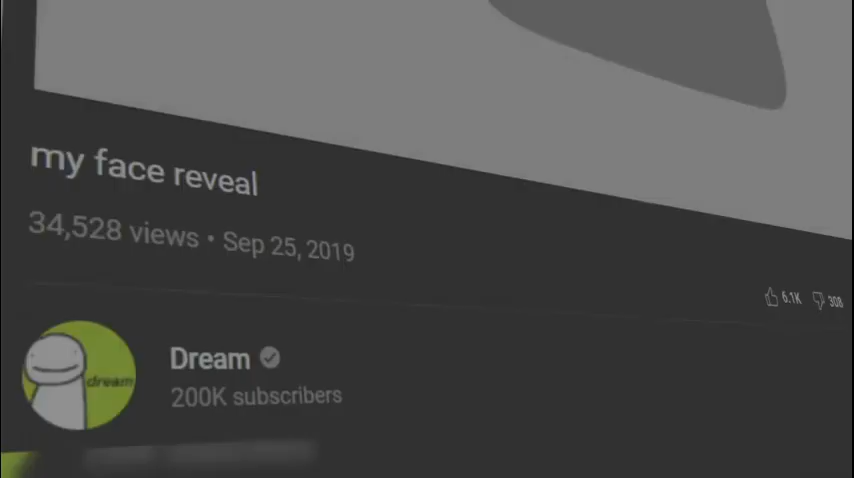 my face reveal
34,528 views • Sep 25, 2019
6.1K 308
dream
Dream
200K subscribers